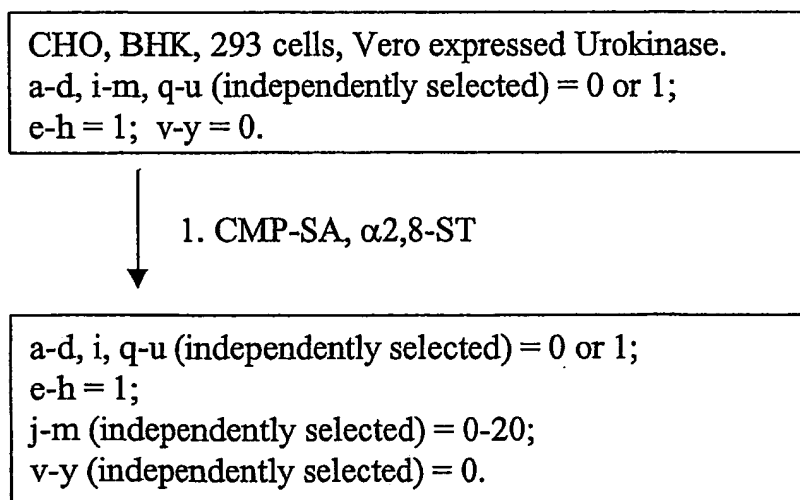 CHO, BHK, 293 cells, Vero expressed Urokinase.
a-d, i-m, q-u (independently selected) = 0 or 1;
e-h = 1; v-y = 0.
1. CMP-SA, α2,8-ST
a-d, i, q-u (independently selected) = 0 or 1;
e-h = 1;
j-m (independently selected) = 0-20;
v-y (independently selected) = 0.